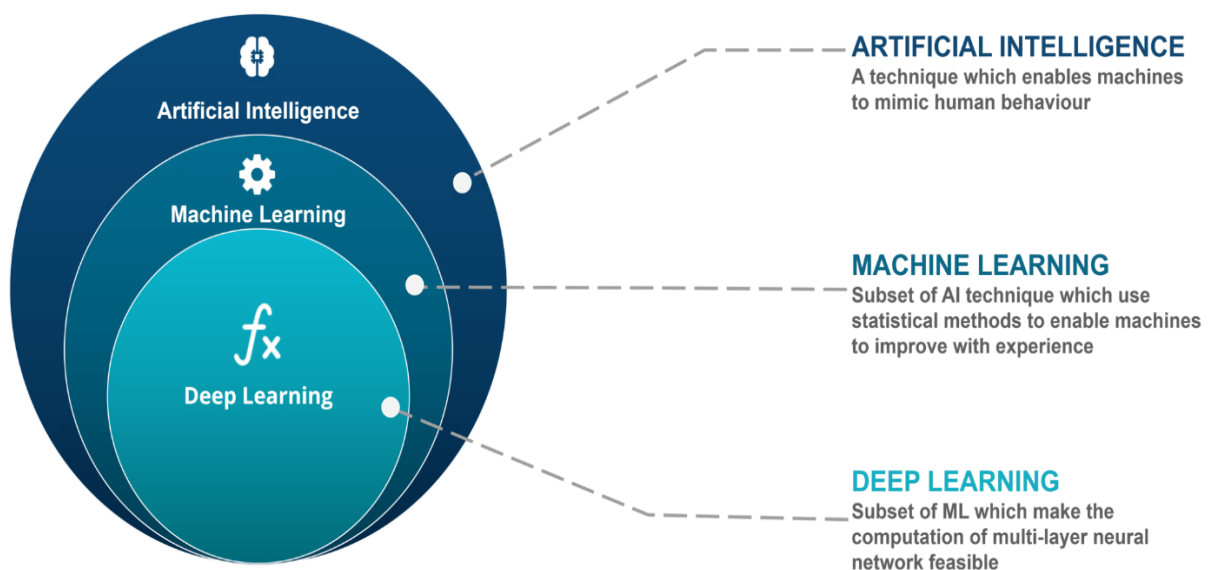 Artificial Intelligence
Machine Learning
fx
Deep Learning
ARTIFICIAL INTELLIGENCE
A technique which enables machines
to mimic human behaviour
MACHINE LEARNING
Subset of AI technique which use
statistical methods to enable machines
to improve with experience
DEEP LEARNING
Subset of ML which make the
computation of multi-layer neural
network feasible